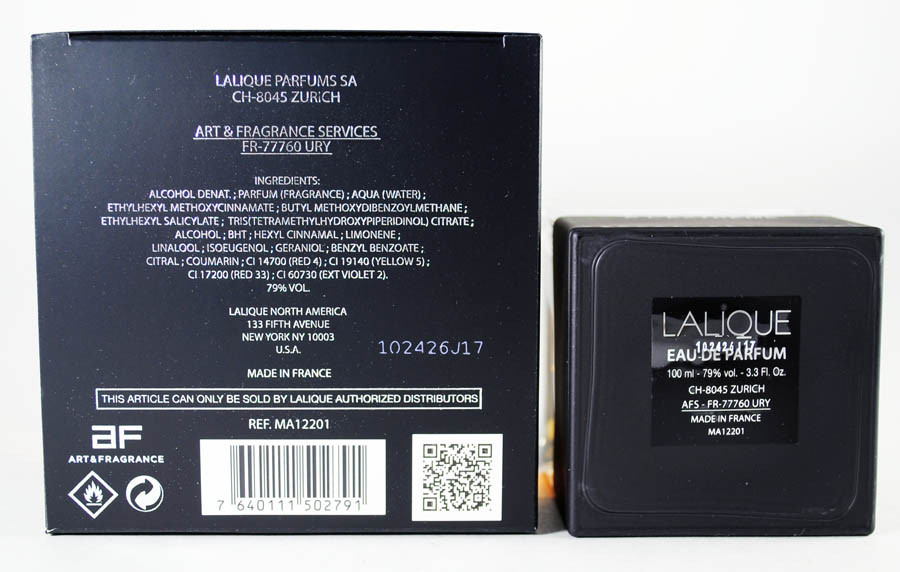 LALIQUE PARFUMS SA
CH-8045 ZURICH
ART & FRAGRANCE SERVICES
FR-77760 URY
INGREDIENTS:
ALCOHOL DENAT. ; PARFUM (FRAGRANCE) ; AQUA (WATER) ;
ETHYLHEXYL METHOXYCINNAMATE ; BUTYL METHOXYDIBENZOYLMETHANE ;
ETHYLHEXYL SALICYLATE ; TRIS(TETRAMETHYLHYDROXYPIPERIDINOL) CITRATE ;
ALCOHOL ; BHT ; HEXYL CINNAMAL ; LIMONENE ;
LINALOOL ; ISOEUGENOL ; GERANIOL ; BENZYL BENZOATE ;
CITRAL ; COUMARIN ; CI 14700 (RED 4) ; CI 19140 (YELLOW 5) ;
CI 17200 (RED 33) ; CI 60730 (EXT VIOLET 2).
79% VOL.
LALIQUE NORTH AMERICA
133 FIFTH AVENUE
NEW YORK NY 10003
U.S.A.
102426J17
MADE IN FRANCE
THIS ARTICLE CAN ONLY BE SOLD BY LALIQUE AUTHORIZED DISTRIBUTORS
REF. MA12201
AF
ART&FRAGRANCE
7 640111 502791
LALIQUE
102426J17
EAU DE PARFUM
100 ml - 79% vol. - 3.3 Fl. Oz.
CH-8045 ZURICH
AFS - FR-77760 URY
MADE IN FRANCE
MA12201